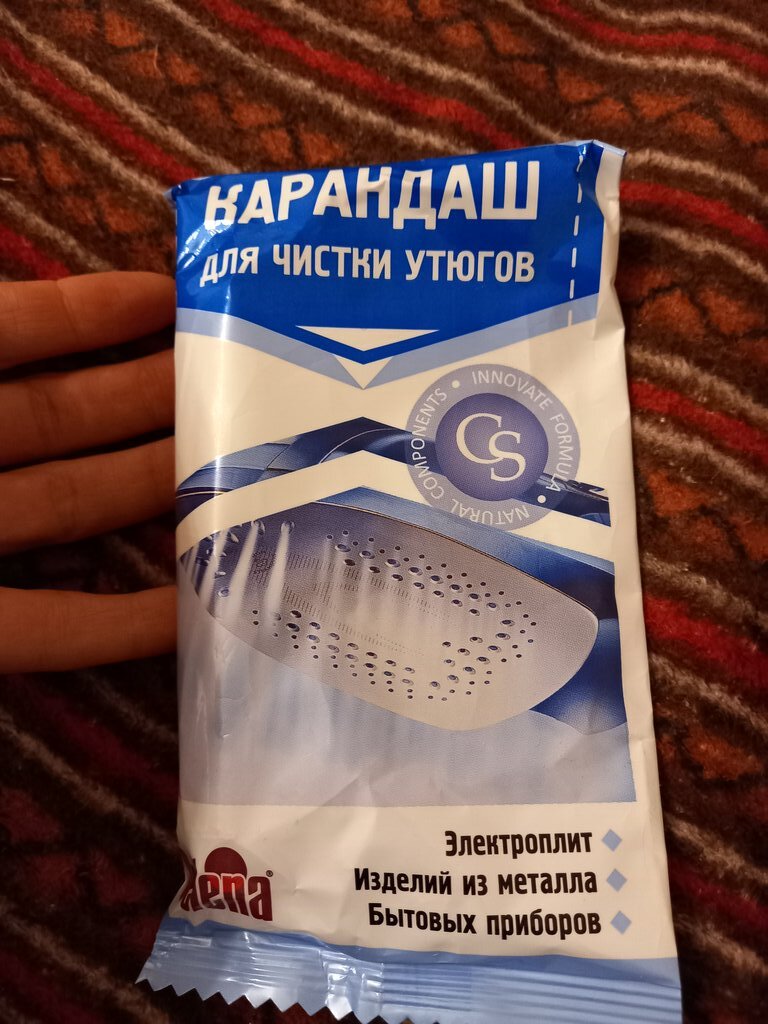 КАРАНДАШ
ДЛЯ ЧИСТКИ УТЮГОВ
INNOVATE FORMULA • NATURAL COMPONENTS •
CS
Электроплит
Изделий из металла
Бытовых приборов